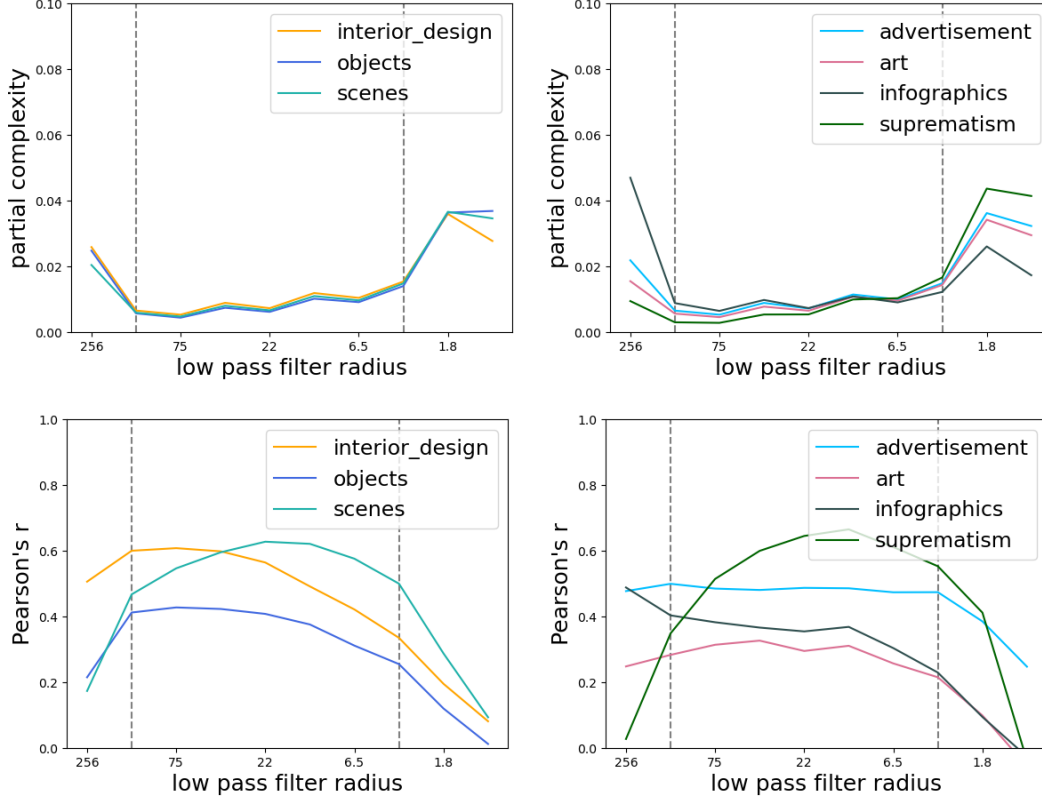 partial complexity
0.10
0.08
0.06
0.04
0.02
0.00
256
75
22
6.5
1.8
low pass filter radius
interior_design
objects
scenes
partial complexity
0.10
0.08
0.06
0.04
0.02
0.00
256
75
22
6.5
1.8
low pass filter radius
advertisement
art
infographics
suprematism
Pearson's r
1.0
0.8
0.6
0.4
0.2
0.0
256
75
22
6.5
1.8
low pass filter radius
interior_design
objects
scenes
Pearson's r
1.0
0.8
0.6
0.4
0.2
0.0
256
75
22
6.5
1.8
low pass filter radius
advertisement
art
infographics
suprematism